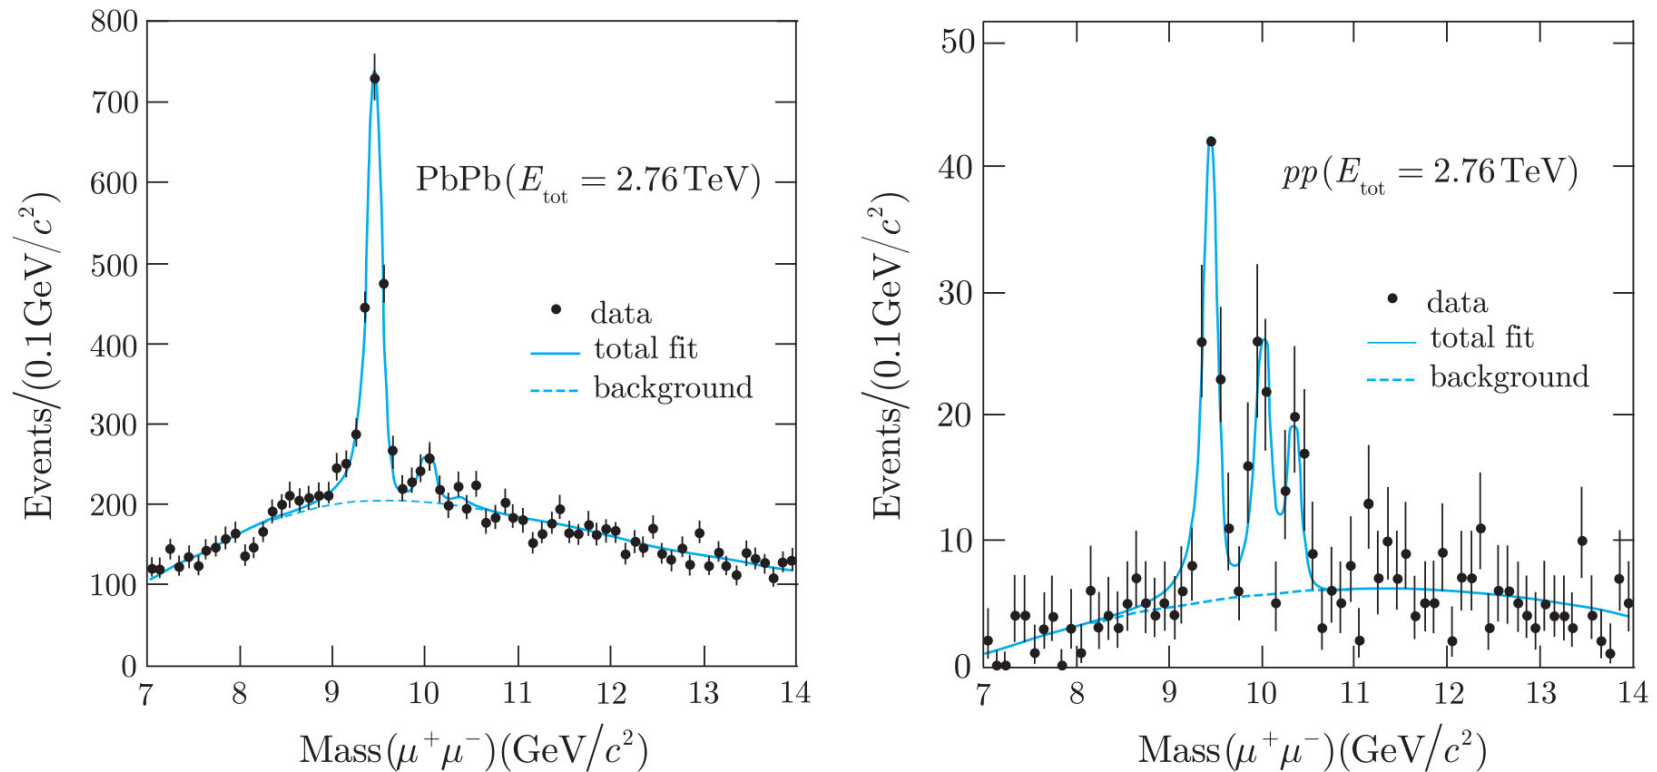 800
700
600
500
400
300
200
100
0
Events/(0.1 GeV/c²)
PbPb(E_tot = 2.76 TeV)
data
total fit
background
7 8 9 10 11 12 13 14
Mass(μ⁺μ⁻)(GeV/c²)
50
40
30
20
10
0
Events/(0.1 GeV/c²)
pp(E_tot = 2.76 TeV)
data
total fit
background
7 8 9 10 11 12 13 14
Mass(μ⁺μ⁻)(GeV/c²)